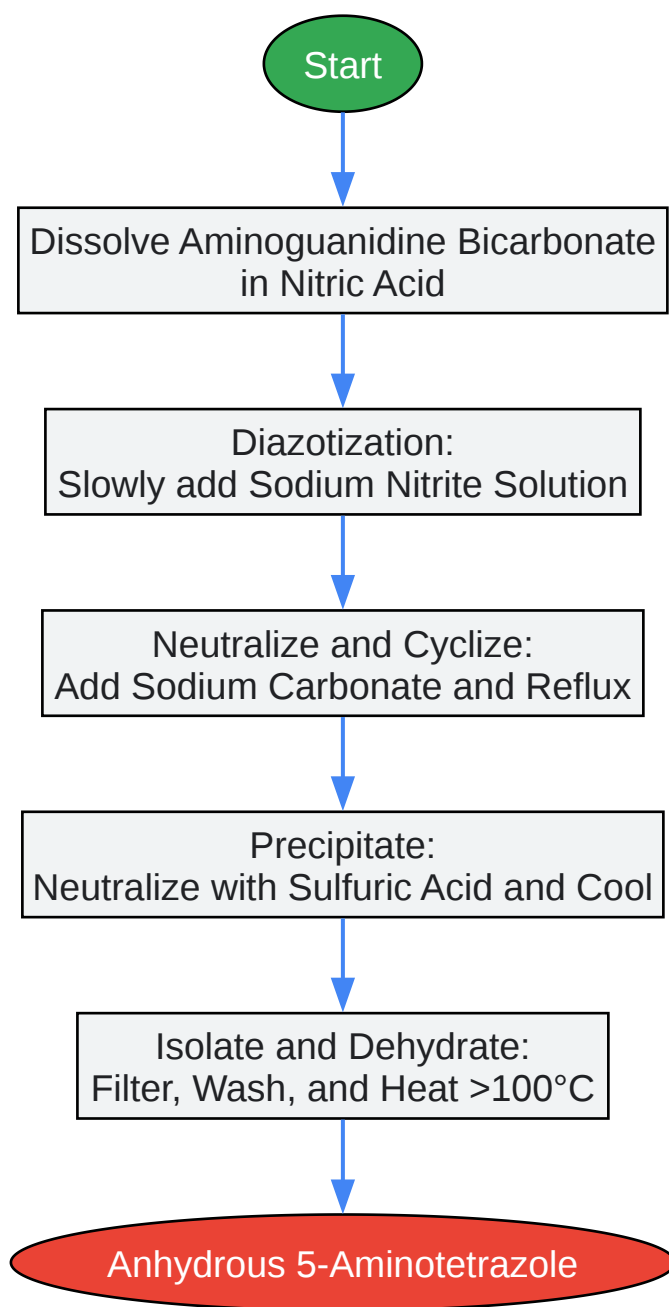 Start
Dissolve Aminoguanidine Bicarbonate
in Nitric Acid
Diazotization:
Slowly add Sodium Nitrite Solution
Neutralize and Cyclize:
Add Sodium Carbonate and Reflux
Precipitate:
Neutralize with Sulfuric Acid and Cool
Isolate and Dehydrate:
Filter, Wash, and Heat >100°C
Anhydrous 5-Aminotetrazole